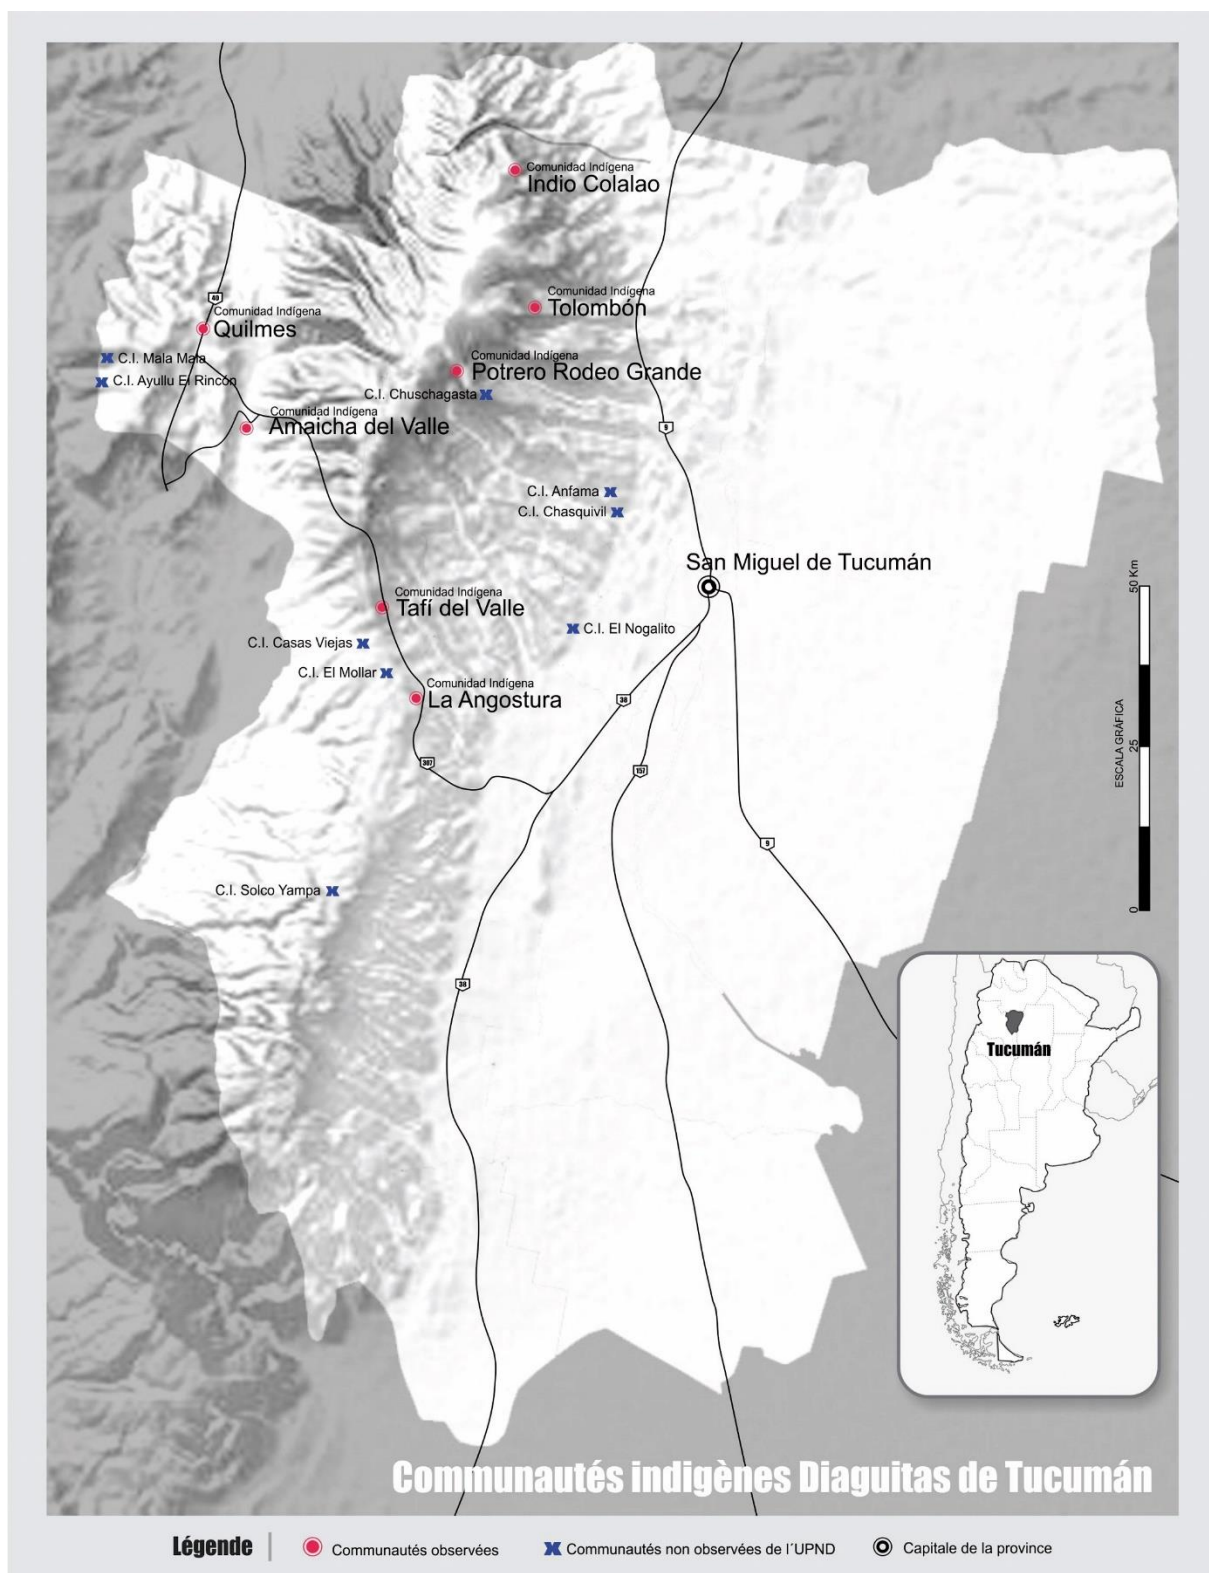 Comunidad Indígena
Indio Colalao
Comunidad Indígena
Tolombón
40
Comunidad Indígena
Quilmes
C.I. Mala Mala
C.I. Ayullu El Rincón
Comunidad Indígena
Potrero Rodeo Grande
C.I. Chuschagasta
Comunidad Indígena
Amaicha del Valle
9
C.I. Anfama
C.I. Chasquivil
San Miguel de Tucumán
Comunidad Indígena
Tafí del Valle
C.I. El Nogalito
C.I. Casas Viejas
C.I. El Mollar
Comunidad Indígena
La Angostura
38
307
157
9
50 Km
25
0
ESCALA GRÁFICA
C.I. Solco Yampa
38
Tucumán
Communautés indigènes Diaguitas de Tucumán
Légende
Communautés observées
Communautés non observées de l´UPND
Capitale de la province